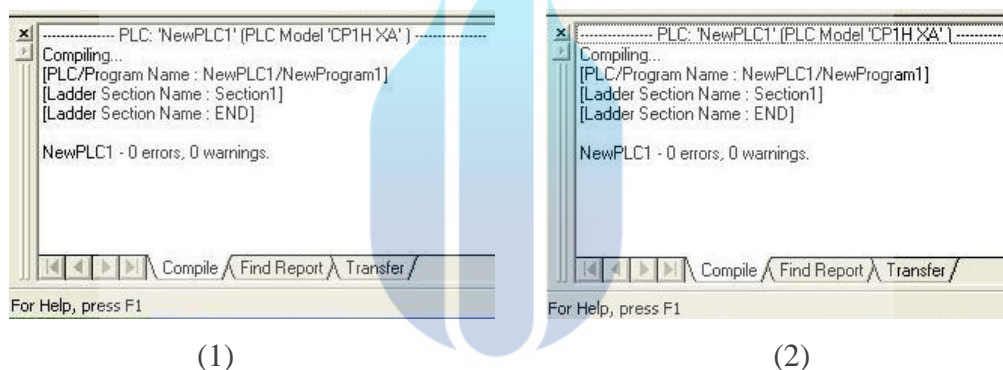 --------------- PLC: 'NewPLC1' (PLC Model 'CP1H XA' ) ---------------
Compiling...
[PLC/Program Name : NewPLC1/NewProgram1]
[Ladder Section Name : Section1]
[Ladder Section Name : END]
NewPLC1 - 0 errors, 0 warnings.
Compile
Find Report
Transfer
For Help, press F1
(1)
--------------- PLC: 'NewPLC1' (PLC Model 'CP1H XA' ) ----------
Compiling...
[PLC/Program Name : NewPLC1/NewProgram1]
[Ladder Section Name : Section1]
[Ladder Section Name : END]
NewPLC1 - 0 errors, 0 warnings.
Compile
Find Report
Transfer
For Help, press F1
(2)